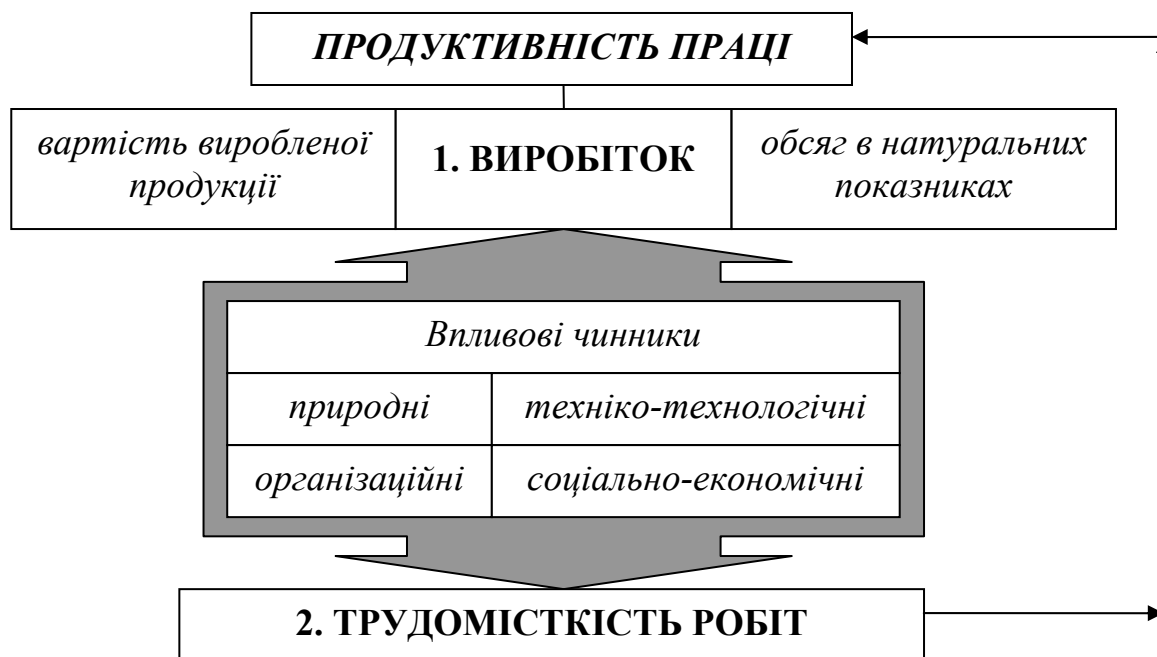 ПРОДУКТИВНІСТЬ ПРАЦІ
вартість виробленої
продукції
1. ВИРОБІТОК
обсяг в натуральних
показниках
Впливові чинники
природні
техніко-технологічні
організаційні
соціально-економічні
2. ТРУДОМІСТКІСТЬ РОБІТ